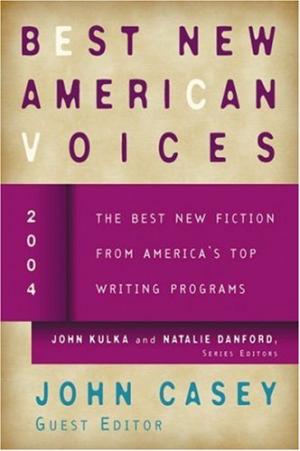 BEST NEW
AMERICAN
VOICES
2004
THE BEST NEW FICTION
FROM AMERICA'S TOP
WRITING PROGRAMS
JOHN KULKA and NATALIE DANFORD,
SERIES EDITORS
JOHN CASEY
GUEST EDITOR